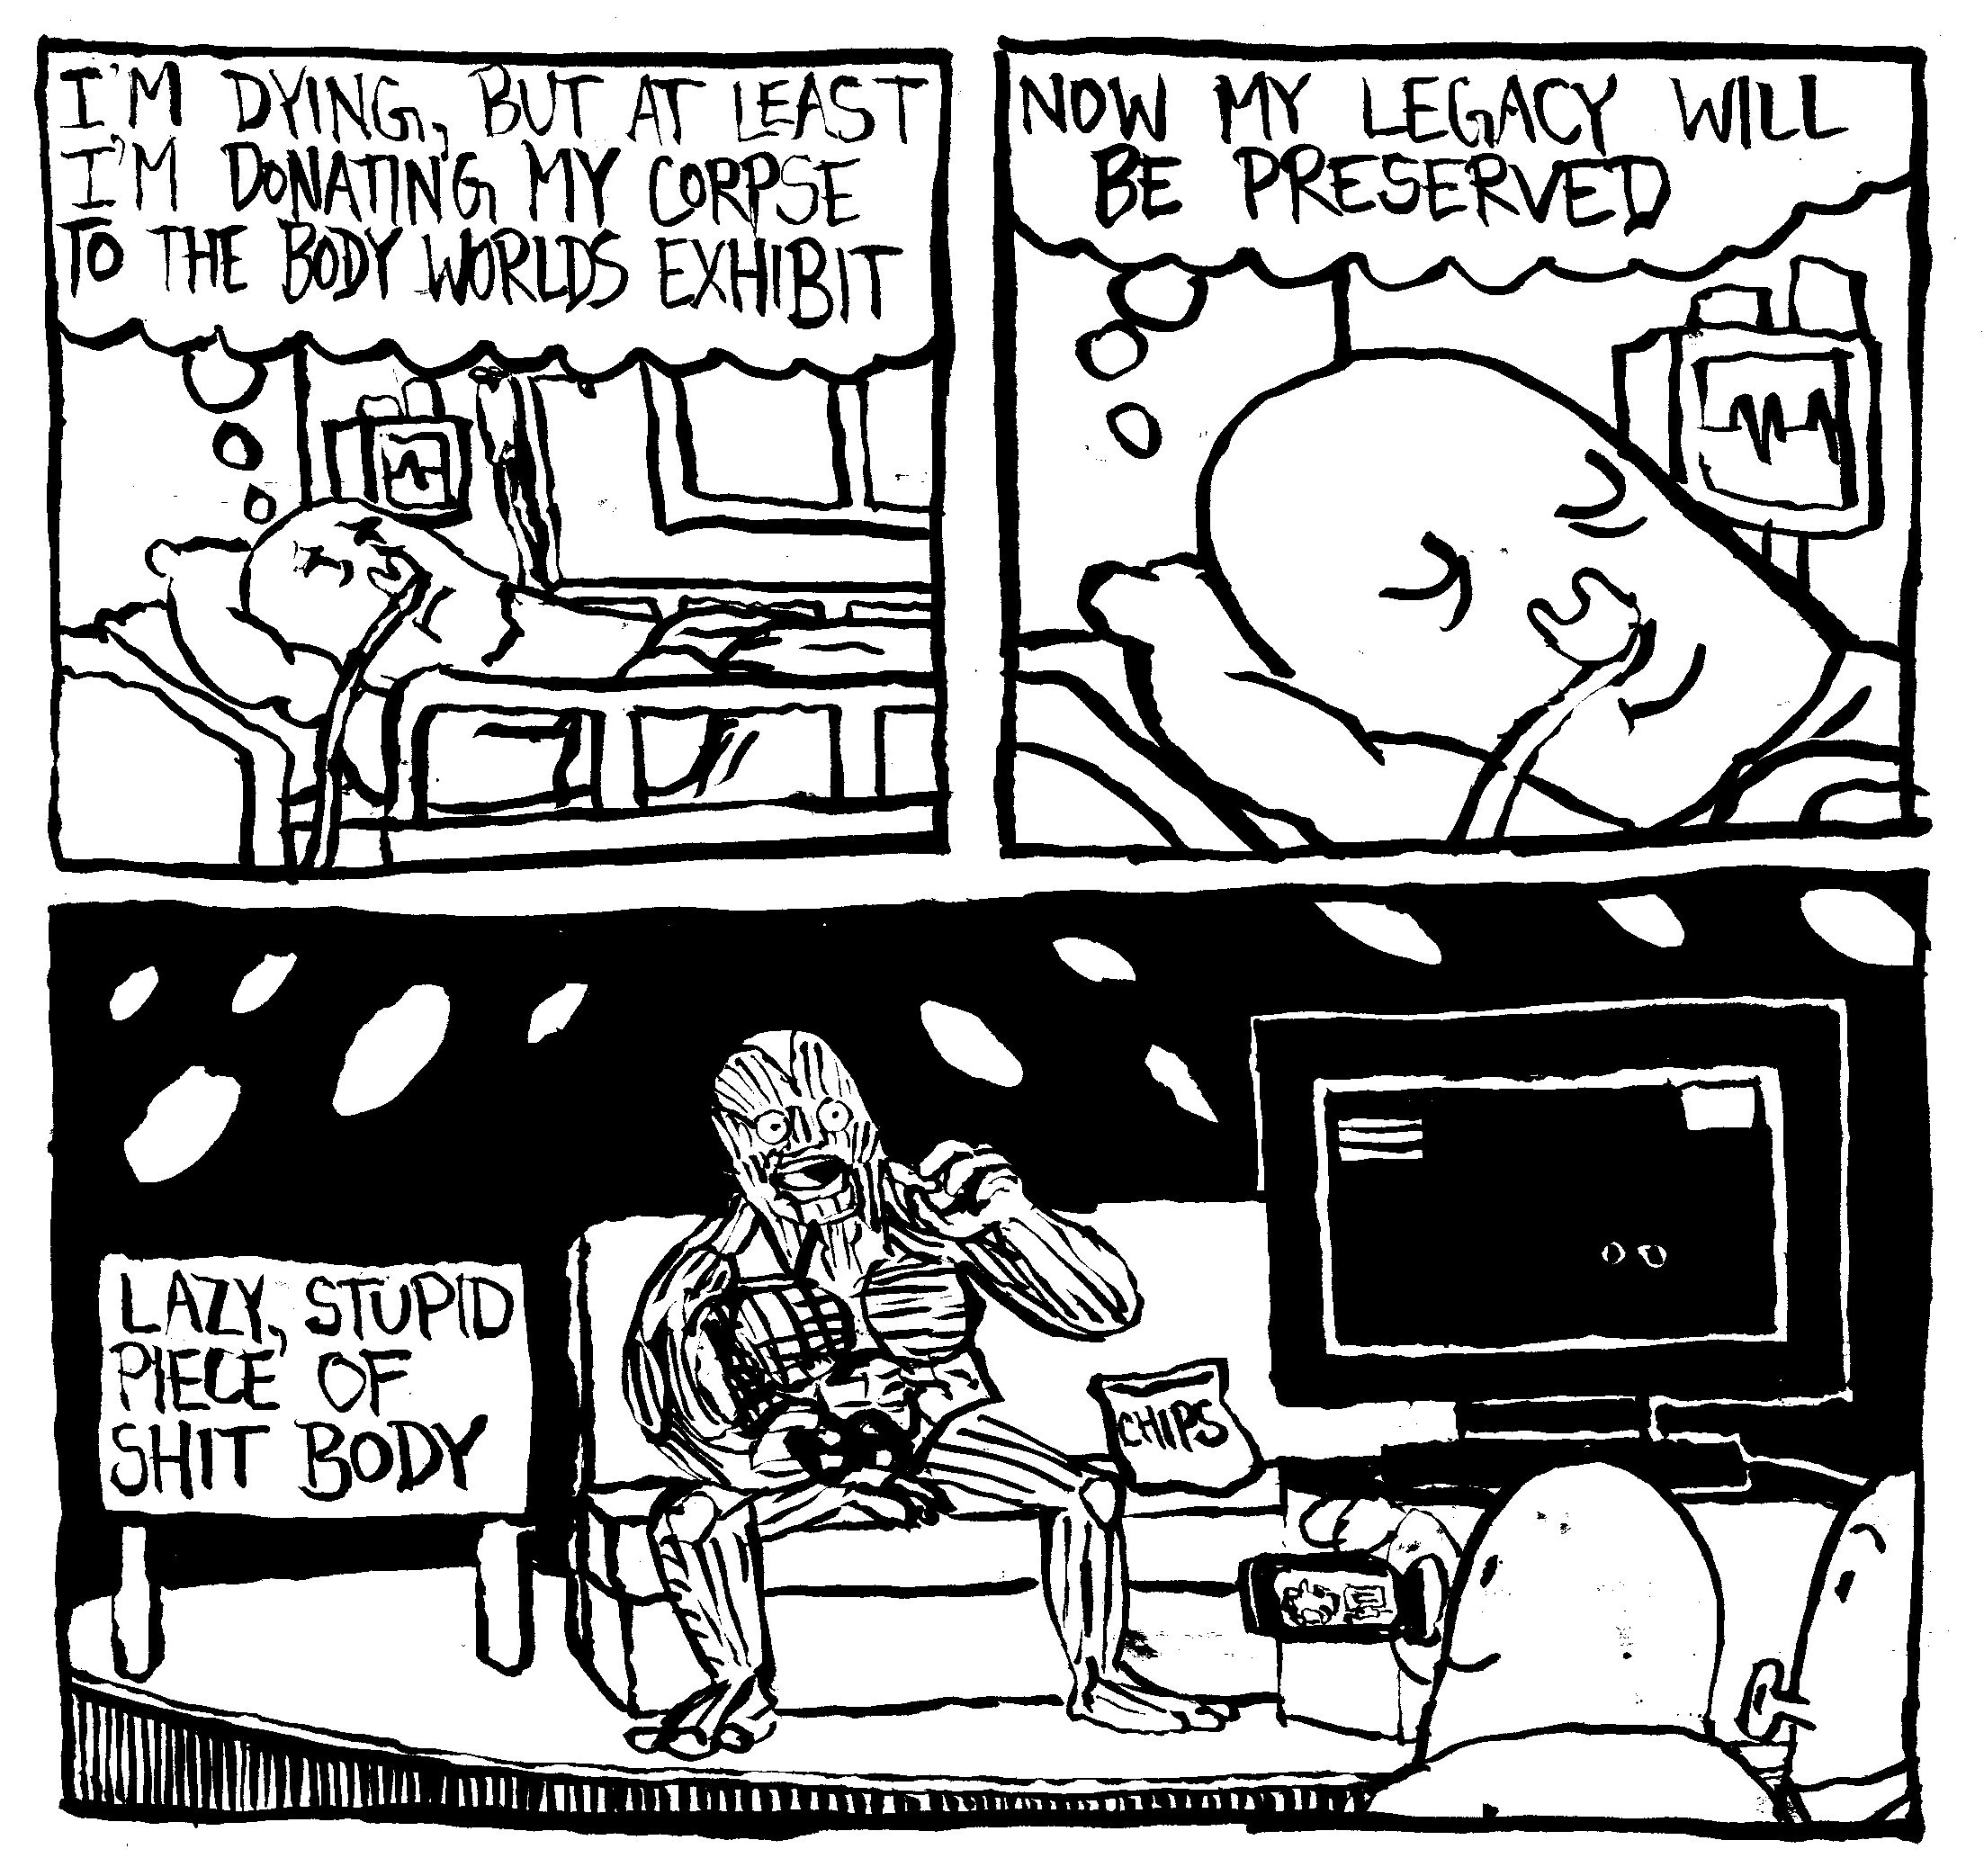 I'M DYING, BUT AT LEAST
I'M DONATING MY CORPSE
TO THE BODY WORLDS EXHIBIT
NOW MY LEGACY WILL
BE PRESERVED
LAZY, STUPID
PIECE OF
SHIT BODY
CHIPS